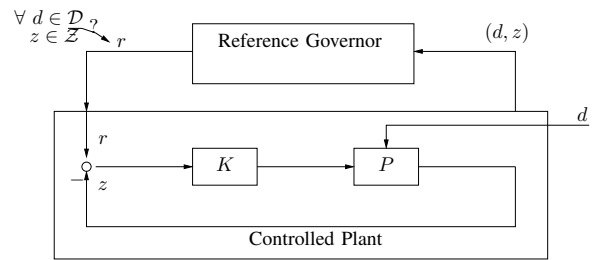 ∀ d ∈ 𝒟
z ∈ 𝒵 ?
r
Reference Governor
(d, z)
r
d
K
P
−
z
Controlled Plant